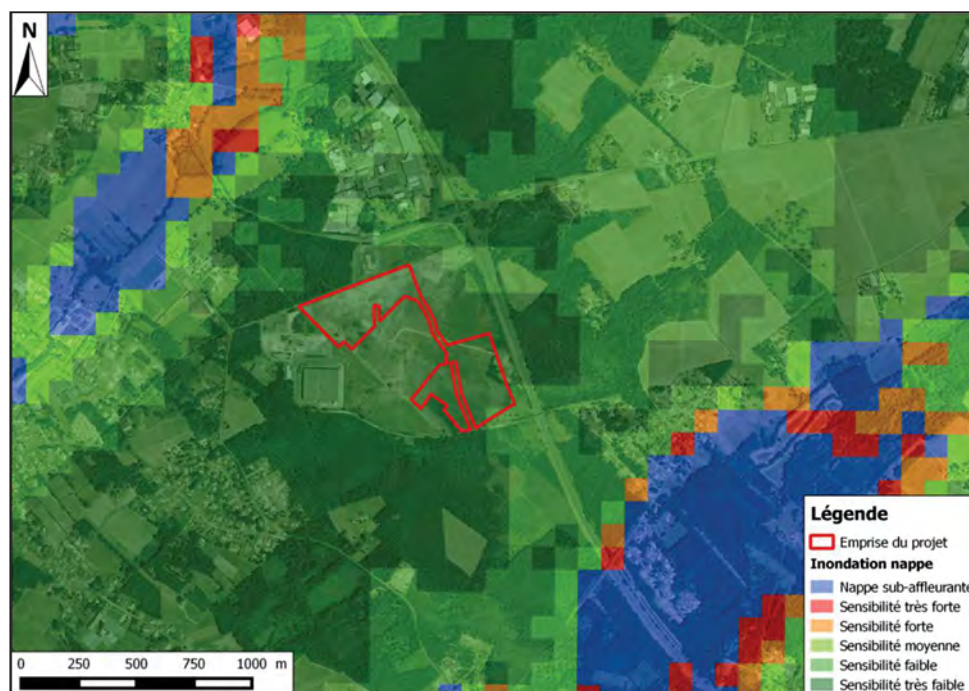 N
Légende
Emprise du projet
Inondation nappe
Nappe sub-affleurante
Sensibilité très forte
Sensibilité forte
Sensibilité moyenne
Sensibilité faible
Sensibilité très faible
0 250 500 750 1000 m